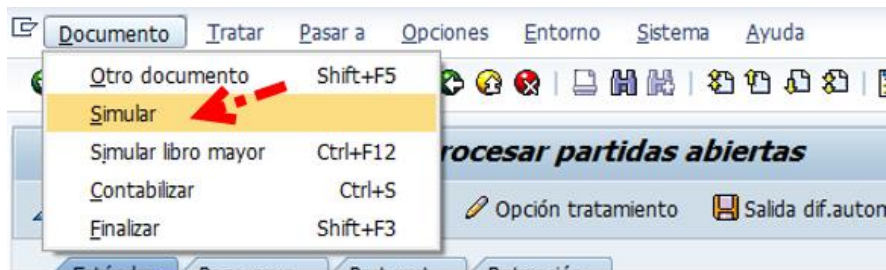 Documento Tratar Pasar a Opciones Entorno Sistema Ayuda
Otro documento Shift+F5
Simular
Simular libro mayor Ctrl+F12
Contabilizar Ctrl+S
Finalizar Shift+F3
rocesar partidas abiertas
Opción tratamiento Salida dif.autom